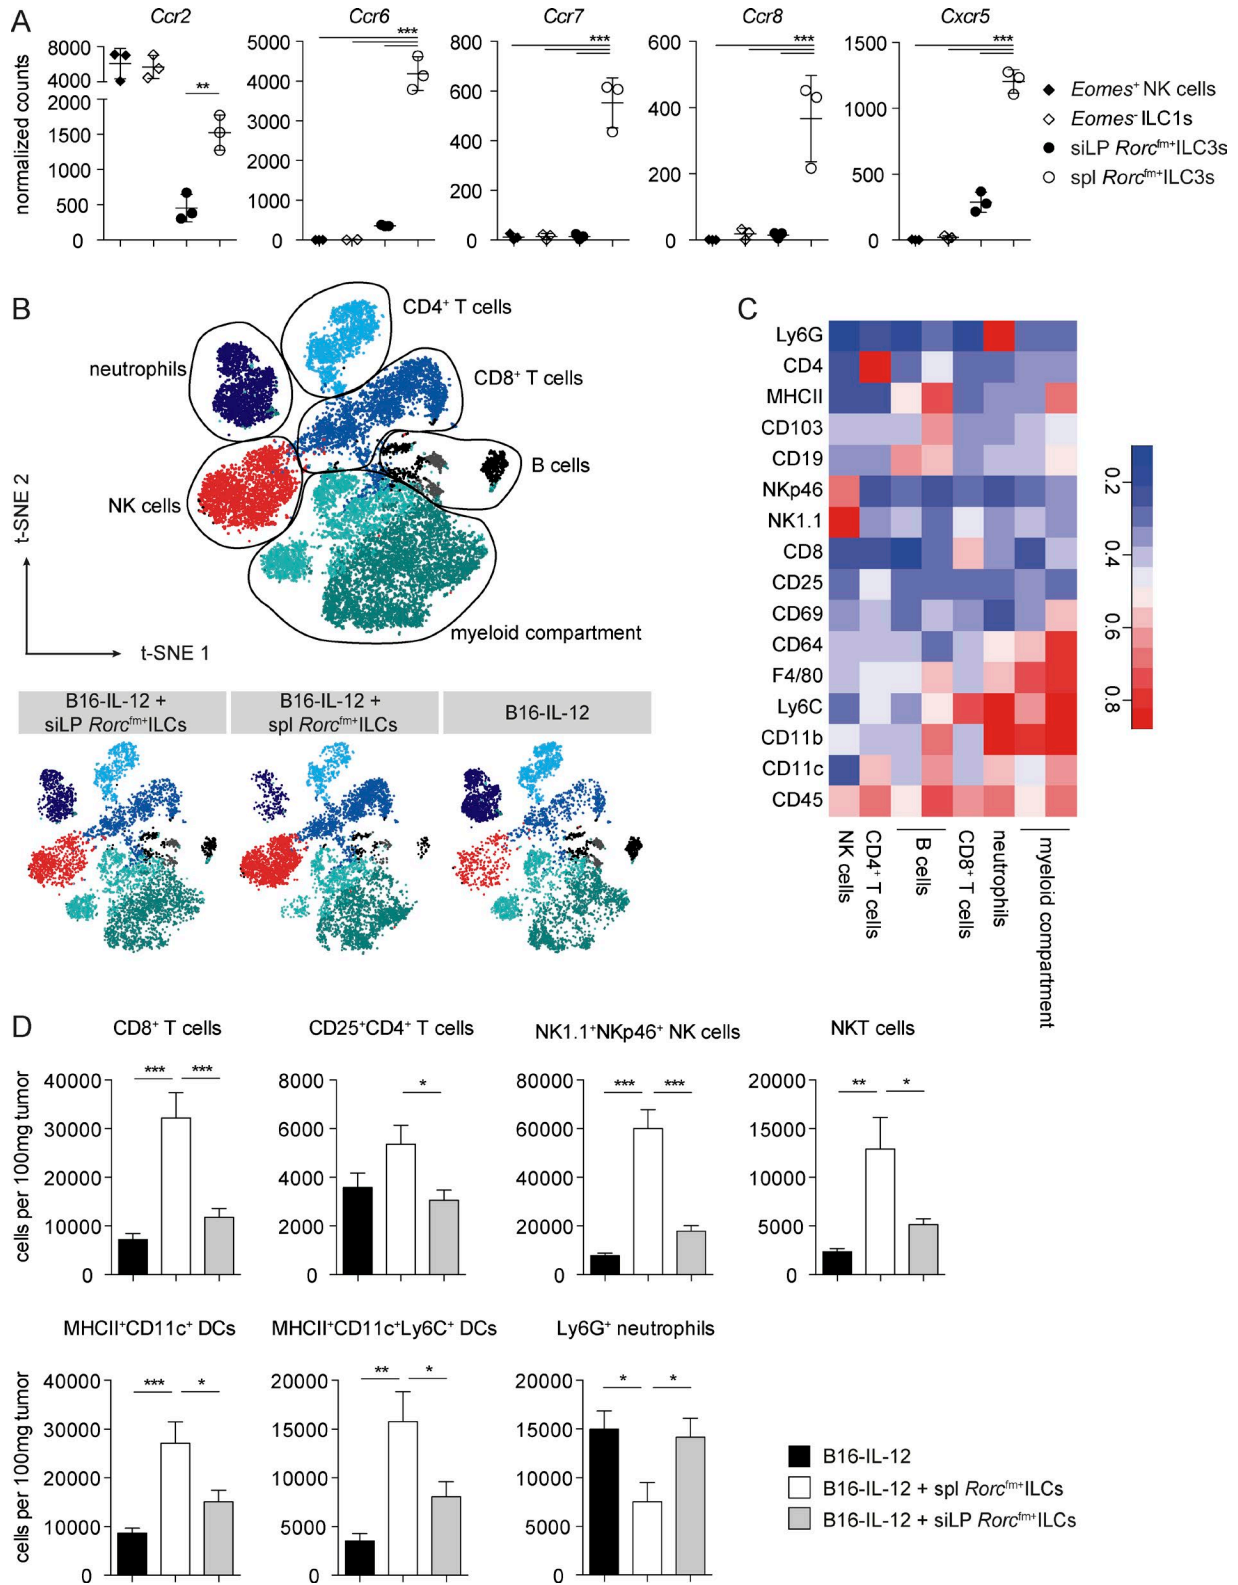 A
Ccr2
Ccr6
Ccr7
Ccr8
Cxcr5
normalized counts
8000
4000
2000
1500
1000
500
0
**
5000
4000
3000
2000
1000
0
***
800
600
400
200
0
***
600
400
200
0
***
1500
1000
500
0
***
Eomes+ NK cells
Eomes- ILC1s
siLP Rorcfm+ILC3s
spl Rorcfm+ILC3s
B
neutrophils
CD4+ T cells
CD8+ T cells
B cells
NK cells
myeloid compartment
t-SNE 2
t-SNE 1
B16-IL-12 +
siLP Rorcfm+ILCs
B16-IL-12 +
spl Rorcfm+ILCs
B16-IL-12
C
Ly6G
CD4
MHCII
CD103
CD19
NKp46
NK1.1
CD8
CD25
CD69
CD64
F4/80
Ly6C
CD11b
CD11c
CD45
NK cells
CD4+ T cells
B cells
CD8+ T cells
neutrophils
myeloid compartment
0.2
0.4
0.6
0.8
D
CD8+ T cells
cells per 100mg tumor
40000
30000
20000
10000
0
*** ***
CD25+CD4+ T cells
8000
6000
4000
2000
0
*
NK1.1+NKp46+ NK cells
80000
60000
40000
20000
0
*** ***
NKT cells
20000
15000
10000
5000
0
** *
MHCII+CD11c+ DCs
cells per 100mg tumor
40000
30000
20000
10000
0
*** *
MHCII+CD11c+Ly6C+ DCs
20000
15000
10000
5000
0
** *
Ly6G+ neutrophils
20000
15000
10000
5000
0
* *
B16-IL-12
B16-IL-12 + spl Rorcfm+ILCs
B16-IL-12 + siLP Rorcfm+ILCs